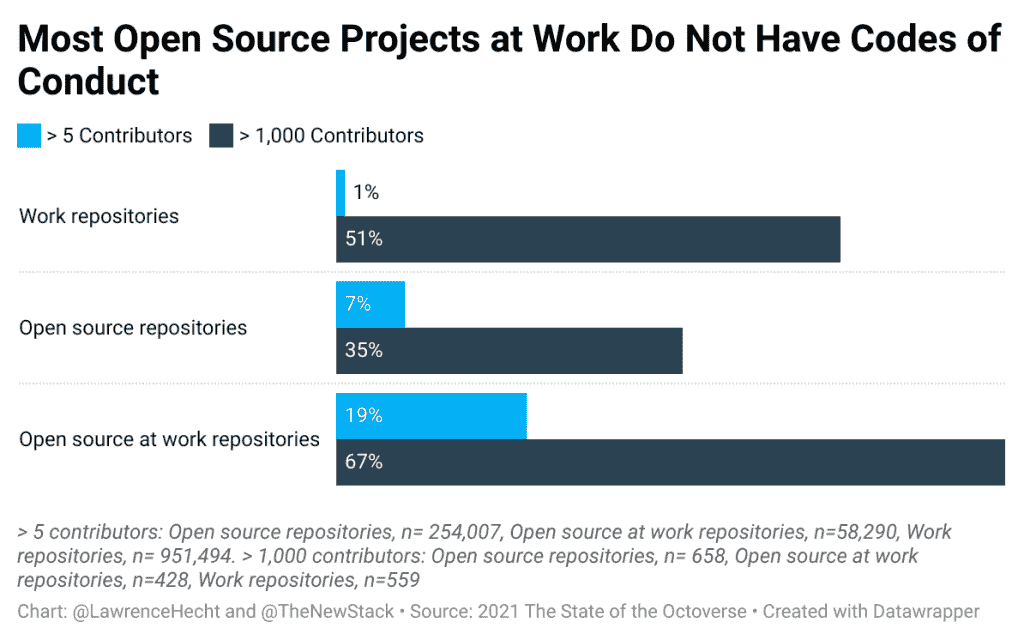 Most Open Source Projects at Work Do Not Have Codes of
Conduct
> 5 Contributors > 1,000 Contributors
Work repositories
1%
51%
Open source repositories
7%
35%
Open source at work repositories
19%
67%
> 5 contributors: Open source repositories, n= 254,007, Open source at work repositories, n=58,290, Work
repositories, n= 951,494. > 1,000 contributors: Open source repositories, n= 658, Open source at work
repositories, n=428, Work repositories, n=559
Chart: @LawrenceHecht and @TheNewStack • Source: 2021 The State of the Octoverse • Created with Datawrapper